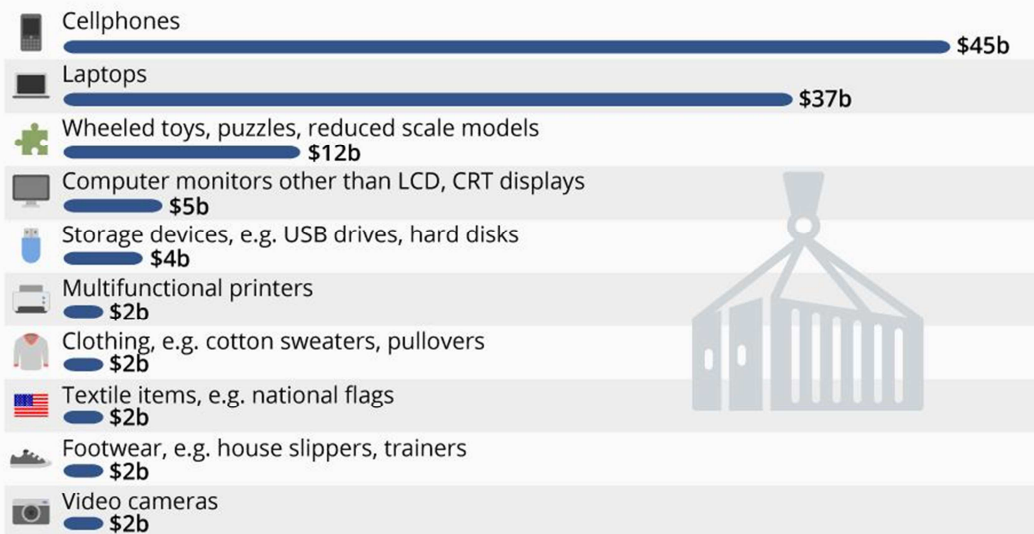 Cellphones
$45b
Laptops
$37b
Wheeled toys, puzzles, reduced scale models
$12b
Computer monitors other than LCD, CRT displays
$5b
Storage devices, e.g. USB drives, hard disks
$4b
Multifunctional printers
$2b
Clothing, e.g. cotton sweaters, pullovers
$2b
Textile items, e.g. national flags
$2b
Footwear, e.g. house slippers, trainers
$2b
Video cameras
$2b